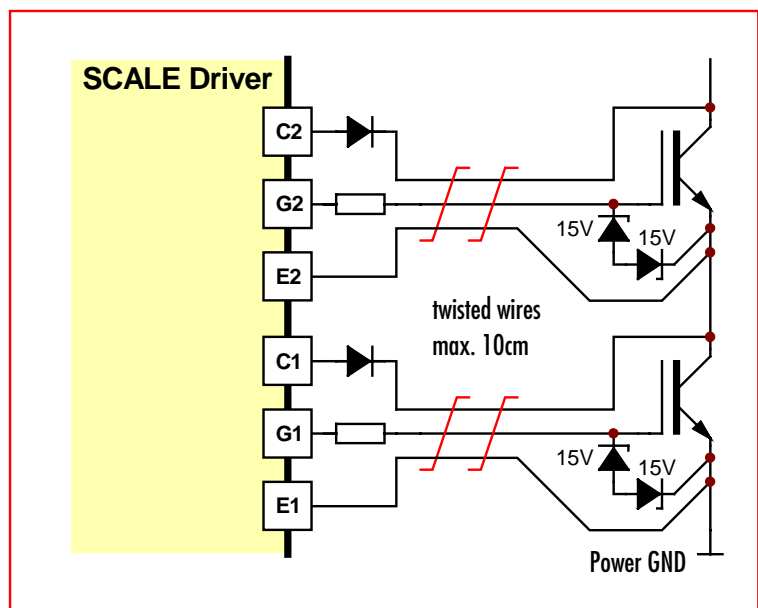 SCALE Driver
C2
G2
15V
15V
E2
twisted wires
max. 10cm
C1
G1
15V
15V
E1
Power GND